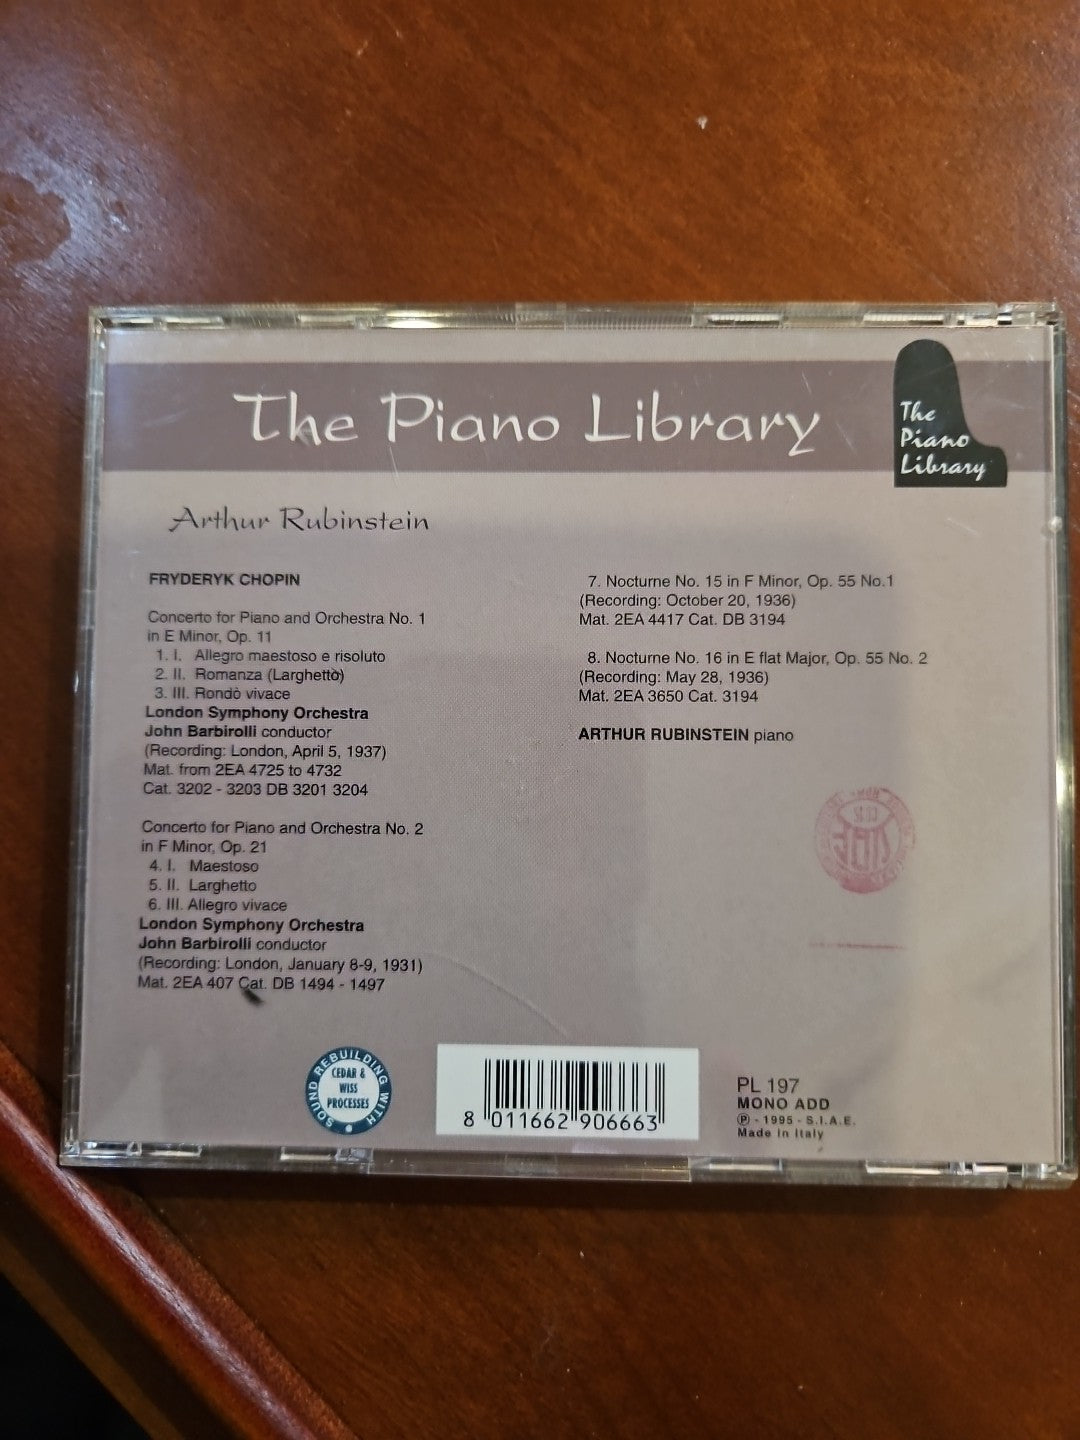 The Piano Library
The
Piano
Library
Arthur Rubinstein
FRYDERYK CHOPIN
Concerto for Piano and Orchestra No. 1
in E Minor, Op. 11
1. I. Allegro maestoso e risoluto
2. II. Romanza (Larghetto)
3. III. Rondò vivace
London Symphony Orchestra
John Barbirolli conductor
(Recording: London, April 5, 1937)
Mat. from 2EA 4725 to 4732
Cat. 3202 - 3203 DB 3201 3204
Concerto for Piano and Orchestra No. 2
in F Minor, Op. 21
4. I. Maestoso
5. II. Larghetto
6. III. Allegro vivace
London Symphony Orchestra
John Barbirolli conductor
(Recording: London, January 8-9, 1931)
Mat. 2EA 407 Cat. DB 1494 - 1497
7. Nocturne No. 15 in F Minor, Op. 55 No.1
(Recording: October 20, 1936)
Mat. 2EA 4417 Cat. DB 3194
8. Nocturne No. 16 in E flat Major, Op. 55 No. 2
(Recording: May 28, 1936)
Mat. 2EA 3650 Cat. 3194
ARTHUR RUBINSTEIN piano
SOUND REBUILDING WITH
CEDAR &
WISS
PROCESSES
8 011662 906663
PL 197
MONO ADD
℗ - 1995 - S.I.A.E.
Made in Italy